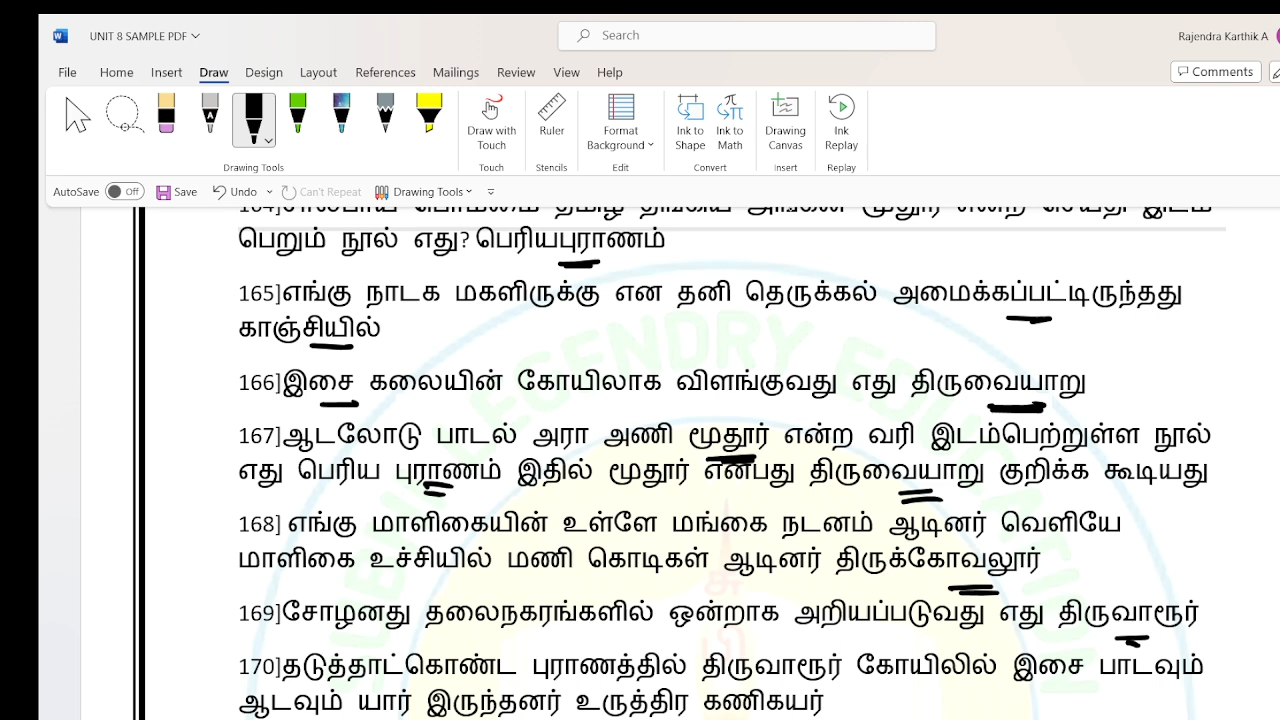 UNIT 8 SAMPLE PDF
Search
Rajendra Karthik A
File Home Insert Draw Design Layout References Mailings Review View Help
Comments
Draw with Touch
Ruler
Format Background
Ink to Shape
Ink to Math
Drawing Canvas
Ink Replay
Drawing Tools Touch Stencils Edit Convert Insert Replay
AutoSave Off Save Undo Can't Repeat Drawing Tools
பெறும் நூல் எது? பெரியபுராணம்
165]எங்கு நாடக மகளிருக்கு என தனி தெருக்கல் அமைக்கப்பட்டிருந்தது
காஞ்சியில்
166]இசை கலையின் கோயிலாக விளங்குவது எது திருவையாறு
167]ஆடலோடு பாடல் அரா அணி மூதூர் என்ற வரி இடம்பெற்றுள்ள நூல்
எது பெரிய புராணம் இதில் மூதூர் என்பது திருவையாறு குறிக்க கூடியது
168] எங்கு மாளிகையின் உள்ளே மங்கை நடனம் ஆடினர் வெளியே
மாளிகை உச்சியில் மணி கொடிகள் ஆடினர் திருக்கோவலூர்
169]சோழனது தலைநகரங்களில் ஒன்றாக அறியப்படுவது எது திருவாரூர்
170]தடுத்தாட்கொண்ட புராணத்தில் திருவாரூர் கோயிலில் இசை பாடவும்
ஆடவும் யார் இருந்தனர் உருத்திர கணிகயர்
LEGENDRY EDUCATION